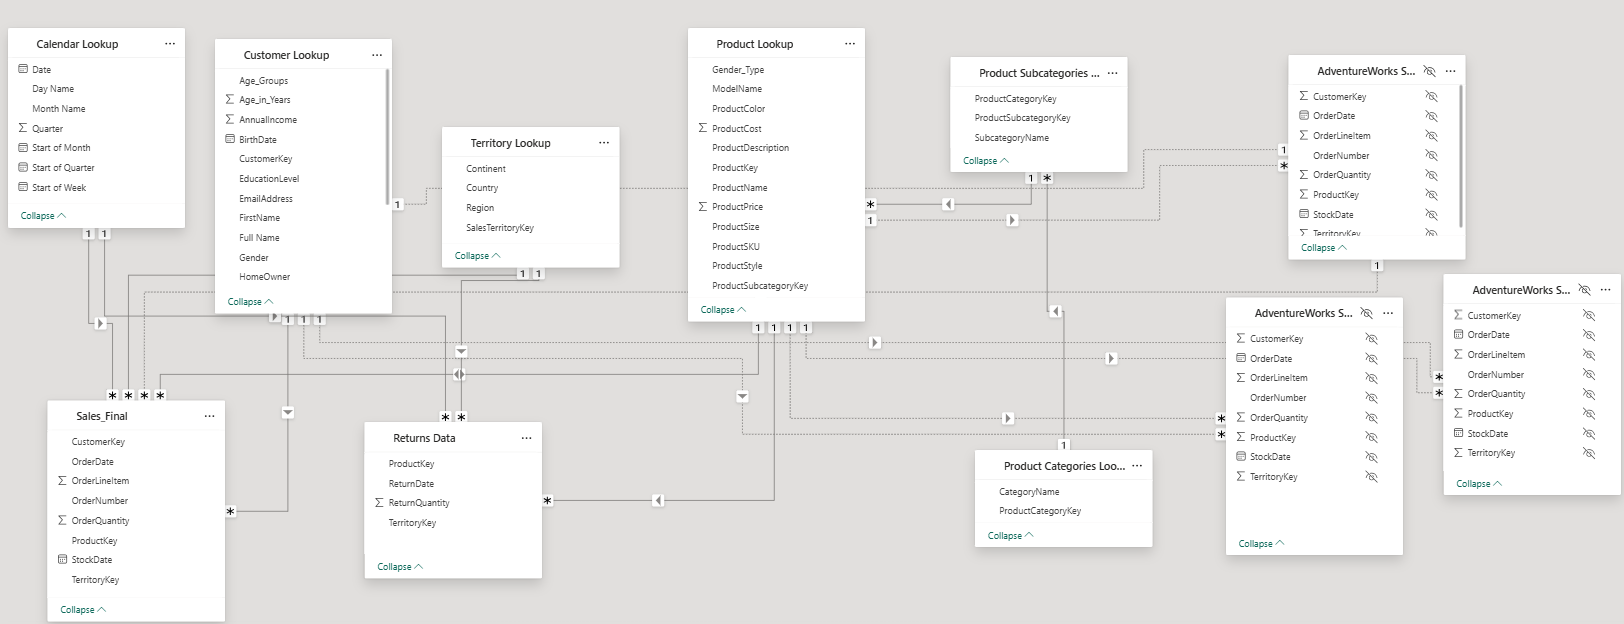 Calendar Lookup
Date
Day Name
Month Name
Quarter
Start of Month
Start of Quarter
Start of Week
Collapse
Customer Lookup
Age_Groups
Age_in_Years
AnnualIncome
BirthDate
CustomerKey
EducationLevel
EmailAddress
FirstName
Full Name
Gender
HomeOwner
Collapse
Territory Lookup
Continent
Country
Region
SalesTerritoryKey
Collapse
Product Lookup
Gender_Type
ModelName
ProductColor
ProductCost
ProductDescription
ProductKey
ProductName
ProductPrice
ProductSize
ProductSKU
ProductStyle
ProductSubcategoryKey
Collapse
Product Subcategories ...
ProductCategoryKey
ProductSubcategoryKey
SubcategoryName
Collapse
AdventureWorks S...
CustomerKey
OrderDate
OrderLineItem
OrderNumber
OrderQuantity
ProductKey
StockDate
TerritoryKey
Collapse
AdventureWorks S...
CustomerKey
OrderDate
OrderLineItem
OrderNumber
OrderQuantity
ProductKey
StockDate
TerritoryKey
Collapse
AdventureWorks S...
CustomerKey
OrderDate
OrderLineItem
OrderNumber
OrderQuantity
ProductKey
StockDate
TerritoryKey
Collapse
Sales_Final
CustomerKey
OrderDate
OrderLineItem
OrderNumber
OrderQuantity
ProductKey
StockDate
TerritoryKey
Collapse
Returns Data
ProductKey
ReturnDate
ReturnQuantity
TerritoryKey
Collapse
Product Categories Loo...
CategoryName
ProductCategoryKey
Collapse
1 1
1
1 1
1 1 1
1 1 1 1
* * * *
* *
*
*
*
1
1 *
1
1
*
1
*
*
*
*
1